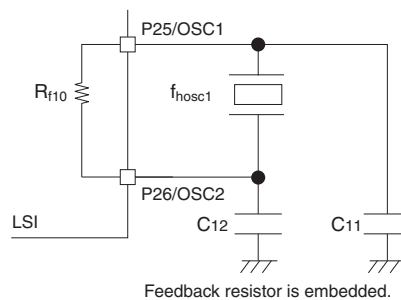 P25/OSC1
Rf10
fhosc1
P26/OSC2
LSI
C12
C11
Feedback resistor is embedded.